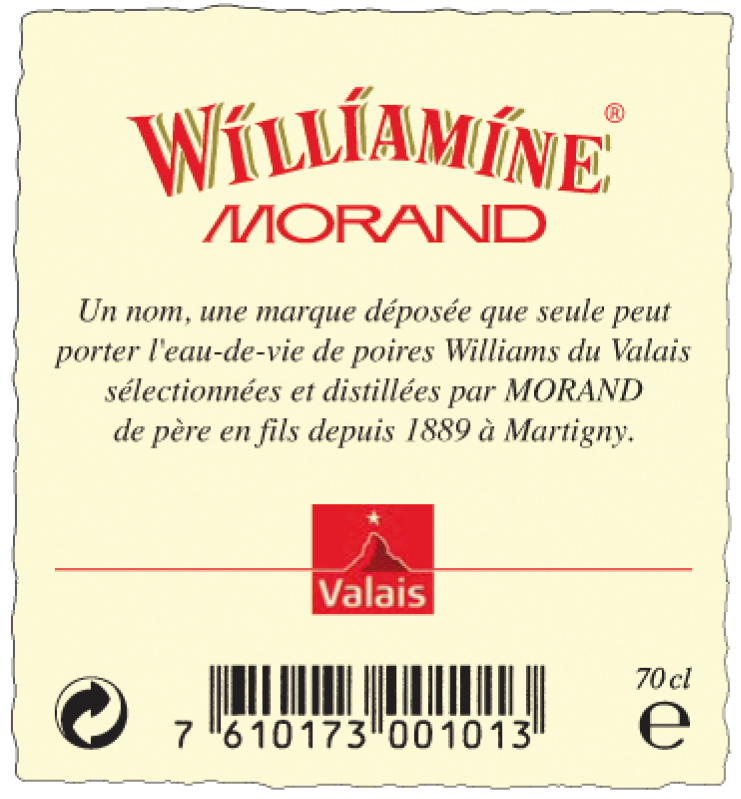 WILLIAMINE®
MORAND
Un nom, une marque déposée que seule peut
porter l'eau-de-vie de poires Williams du Valais
sélectionnées et distillées par MORAND
de père en fils depuis 1889 à Martigny.
Valais
70 cl
7 610173 001013
e